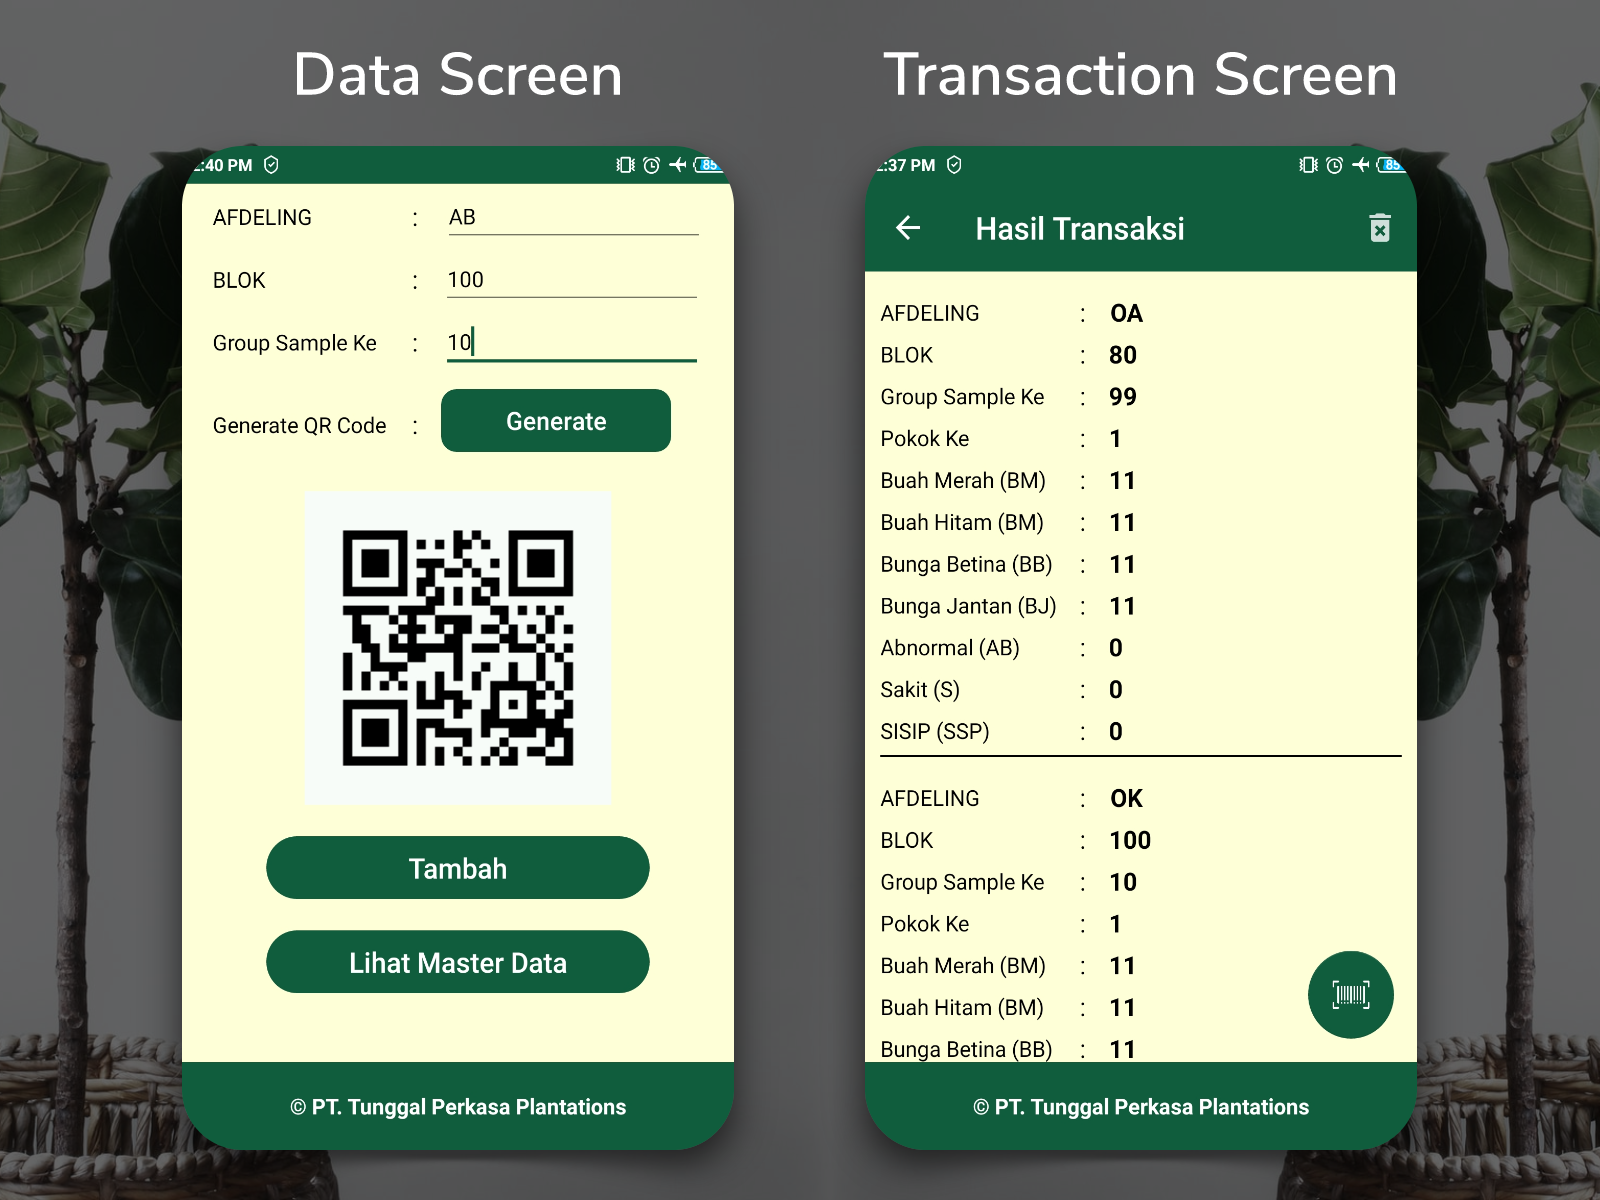 Data Screen
:40 PM
85
AFDELING : AB
BLOK : 100
Group Sample Ke : 10
Generate QR Code : Generate
Tambah
Lihat Master Data
© PT. Tunggal Perkasa Plantations
Transaction Screen
:37 PM
85
Hasil Transaksi
AFDELING : OA
BLOK : 80
Group Sample Ke : 99
Pokok Ke : 1
Buah Merah (BM) : 11
Buah Hitam (BM) : 11
Bunga Betina (BB) : 11
Bunga Jantan (BJ) : 11
Abnormal (AB) : 0
Sakit (S) : 0
SISIP (SSP) : 0
AFDELING : OK
BLOK : 100
Group Sample Ke : 10
Pokok Ke : 1
Buah Merah (BM) : 11
Buah Hitam (BM) : 11
Bunga Betina (BB) : 11
© PT. Tunggal Perkasa Plantations